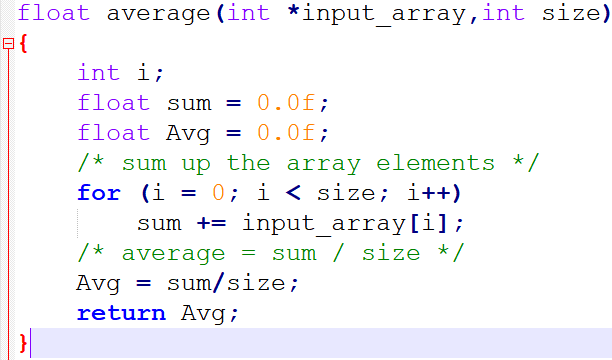 float average(int *input_array,int size)
{
int i;
float sum = 0.0f;
float Avg = 0.0f;
/* sum up the array elements */
for (i = 0; i < size; i++)
sum += input_array[i];
/* average = sum / size */
Avg = sum/size;
return Avg;
}